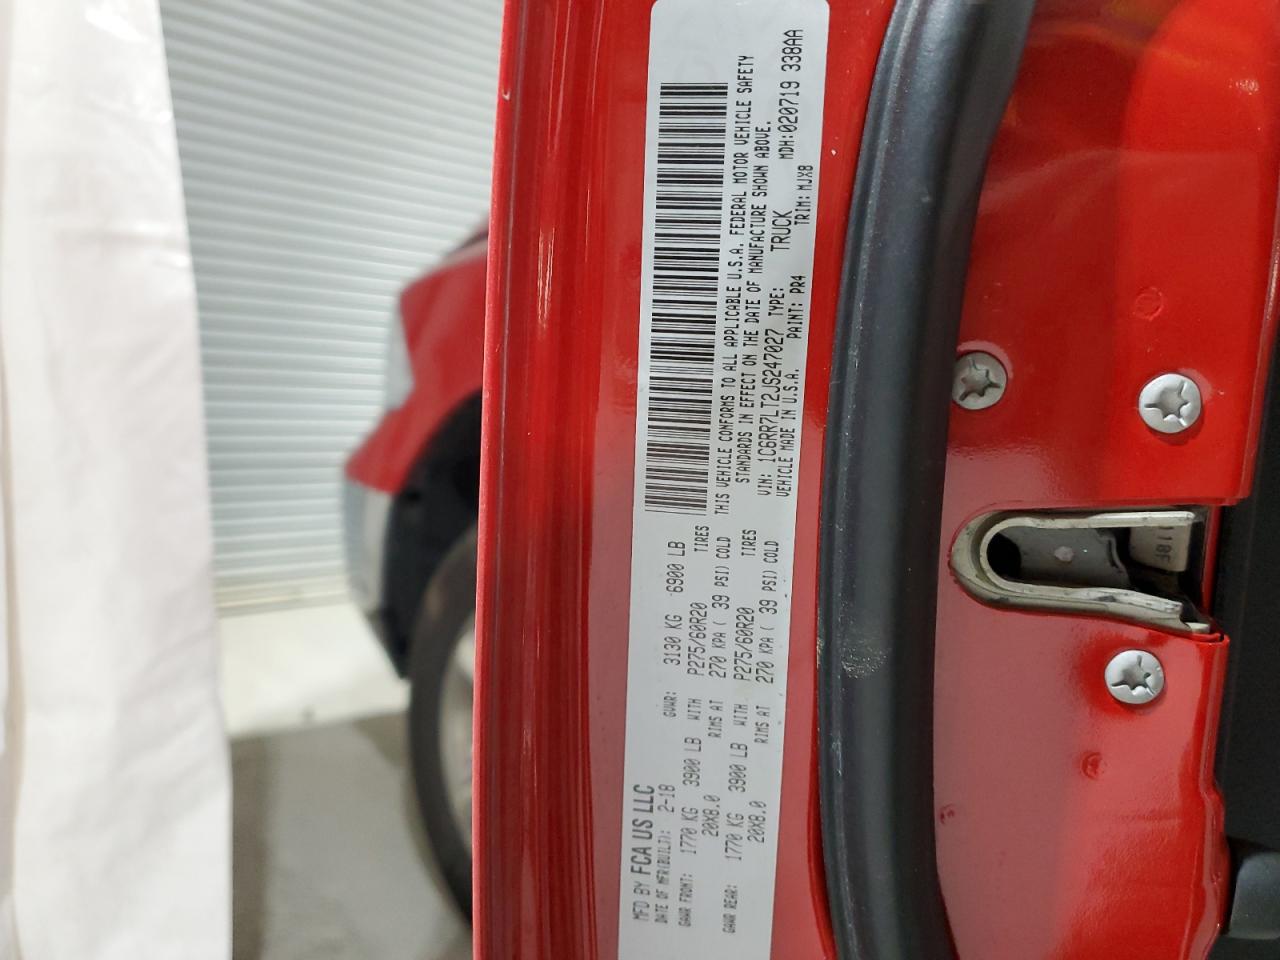 MFD BY FCA US LLC
DATE OF MFR(BUILT): 2-18 GVWR: 3130 KG 6900 LB
GAWR FRONT: 1770 KG 3900 LB WITH P275/60R20 TIRES
20X8.0 RIMS AT 270 KPA ( 39 PSI) COLD
GAWR REAR: 1770 KG 3900 LB WITH P275/60R20 TIRES
20X8.0 RIMS AT 270 KPA ( 39 PSI) COLD
THIS VEHICLE CONFORMS TO ALL APPLICABLE U.S.A. FEDERAL MOTOR VEHICLE SAFETY
STANDARDS IN EFFECT ON THE DATE OF MANUFACTURE SHOWN ABOVE.
VIN: 1C6RR7LT2JS247027 TYPE: TRUCK MDH:020719 338AA
VEHICLE MADE IN U.S.A. PAINT: PR4 TRIM: MJX8